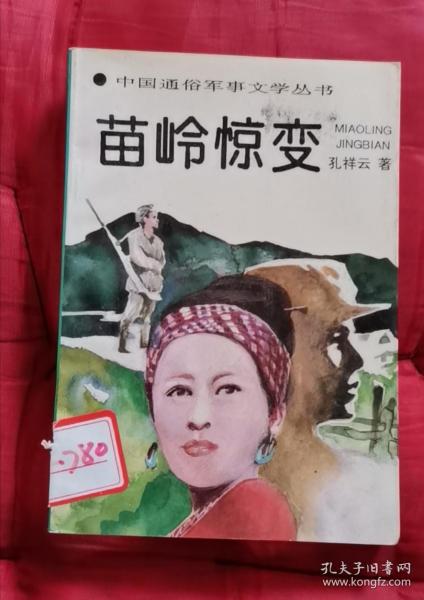 中国通俗军事文学丛书
苗岭惊变
MIAOLING
JINGBIAN
孔祥云 著
.780
孔夫子旧书网
www.kongfz.com